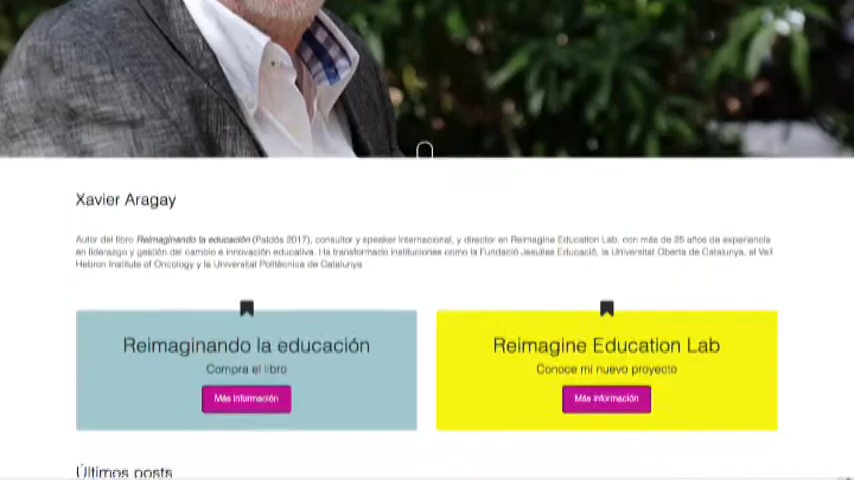 Xavier Aragay
Autor del libro Reimaginando la educación (Paidós 2017), consultor y speaker internacional, y director en Reimagine Education Lab, con más de 25 años de experiencia
en liderazgo y gestión del cambio e innovación educativa. Ha transformado instituciones como la Fundació Jesuïtes Educació, la Universitat Oberta de Catalunya, el Vall
Hebron Institute of Oncology y la Universitat Politècnica de Catalunya
Reimaginando la educación
Compra el libro
Más información
Reimagine Education Lab
Conoce mi nuevo proyecto
Más información
Últimos posts